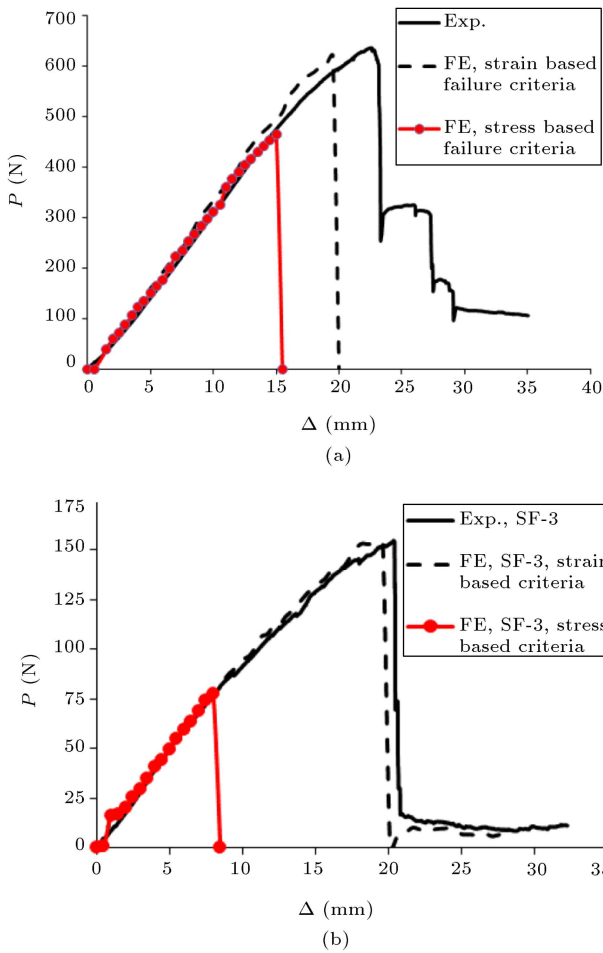 700
600
500
400
300
200
100
0
P (N)
0 5 10 15 20 25 30 35 40
Δ (mm)
Exp.
FE, strain based
failure criteria
FE, stress based
failure criteria
(a)
175
150
125
100
75
50
25
0
P (N)
0 5 10 15 20 25 30 35
Δ (mm)
Exp., SF-3
FE, SF-3, strain
based criteria
FE, SF-3, stress
based criteria
(b)